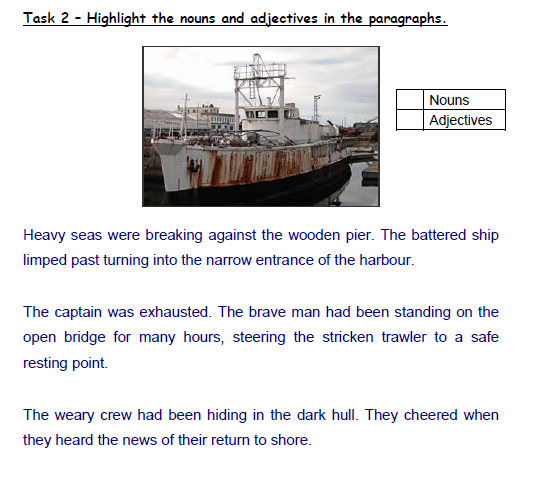 Task 2 - Highlight the nouns and adjectives in the paragraphs.
Nouns
Adjectives
Heavy seas were breaking against the wooden pier. The battered ship
limped past turning into the narrow entrance of the harbour.
The captain was exhausted. The brave man had been standing on the
open bridge for many hours, steering the stricken trawler to a safe
resting point.
The weary crew had been hiding in the dark hull. They cheered when
they heard the news of their return to shore.